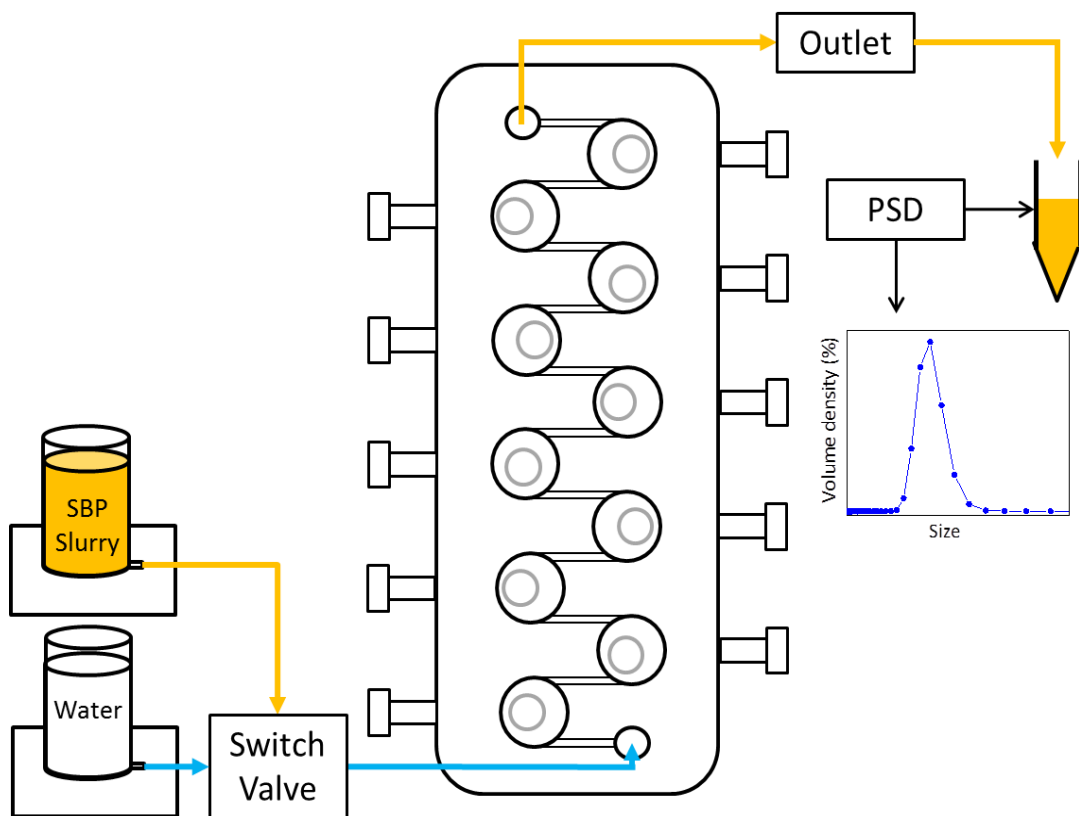 Outlet
PSD
Volume density (%)
Size
SBP
Slurry
Water
Switch
Valve